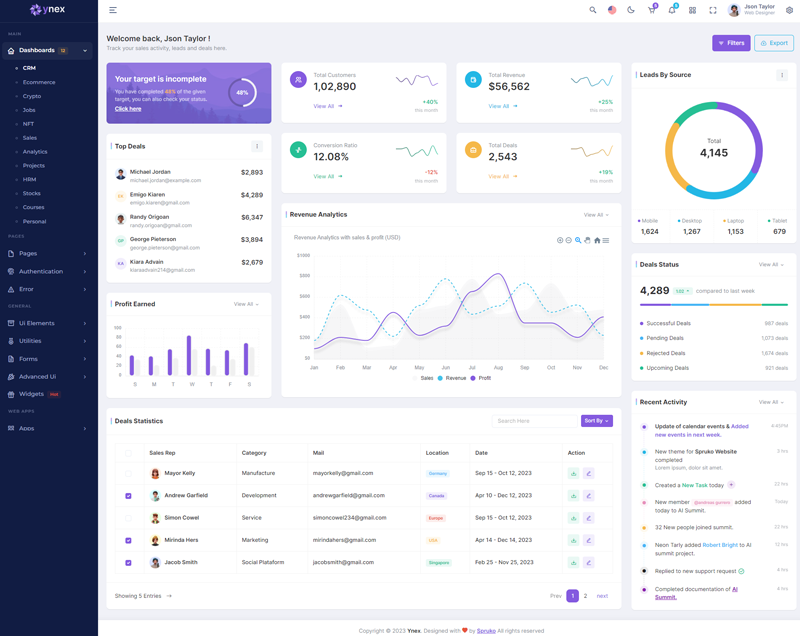 ynex
MAIN
Dashboards 12
CRM
Ecommerce
Crypto
Jobs
NFT
Sales
Analytics
Projects
HRM
Stocks
Courses
Personal
PAGES
Pages
Authentication
Error
GENERAL
Ui Elements
Utilities
Forms
Advanced Ui
Widgets Hot
WEB APPS
Apps
Json Taylor
Web Designer
Welcome back, Json Taylor !
Track your sales activity, leads and deals here.
Filters
Export
Your target is incomplete
You have completed 48% of the given
target, you can also check your status.
Click here
48%
Total Customers
1,02,890
View All
+40%
this month
Total Revenue
$56,562
View All
+25%
this month
Conversion Ratio
12.08%
View All
-12%
this month
Total Deals
2,543
View All
+19%
this month
Top Deals
Michael Jordan
michael.jordan@example.com
$2,893
Emigo Kiaren
emigo.kiaren@gmail.com
$4,289
Randy Origoan
randy.origoan@gmail.com
$6,347
GP
George Pieterson
george.pieterson@gmail.com
$3,894
KA
Kiara Advain
kiaraadvain214@gmail.com
$2,679
Profit Earned
View All
100
80
60
40
20
0
S M T W T F S
Revenue Analytics
View All
Revenue Analytics with sales & profit (USD)
$1000
$800
$600
$400
$200
$0
Jan Feb Mar Apr May Jun Jul Aug Sep Oct Nov Dec
Sales Revenue Profit
Leads By Source
Total
4,145
Mobile Desktop Laptop Tablet
1,624 1,267 1,153 679
Deals Status
View All
4,289
compared to last week
Successful Deals 987 deals
Pending Deals 1,073 deals
Rejected Deals 1,674 deals
Upcoming Deals 921 deals
Recent Activity
View All
Update of calendar events & Added
new events in next week.
4:45PM
New theme for Spruko Website
completed
Lorem ipsum, dolor sit amet.
3 hrs
Created a New Task today
22 hrs
New member @andreas gurrero added
today to AI Summit.
Today
32 New people joined summit.
22 hrs
Neon Tarly added Robert Bright to AI
summit project.
12 hrs
Replied to new support request
4 hrs
Completed documentation of AI
Summit.
4 hrs
Deals Statistics
Search Here
Sort By
Sales Rep Category Mail Location Date Action
Mayor Kelly Manufacture mayorkelly@gmail.com Germany Sep 15 - Oct 12, 2023
Andrew Garfield Development andrewgarfield@gmail.com Canada Apr 10 - Dec 12, 2023
Simon Cowel Service simoncowel234@gmail.com Europe Sep 15 - Oct 12, 2023
Mirinda Hers Marketing mirindahers@gmail.com USA Apr 14 - Dec 14, 2023
Jacob Smith Social Plataform jacobsmith@gmail.com Singapore Feb 25 - Nov 25, 2023
Showing 5 Entries
Prev 1 2 next
Copyright © 2023 Ynex. Designed with ❤ by Spruko All rights reserved